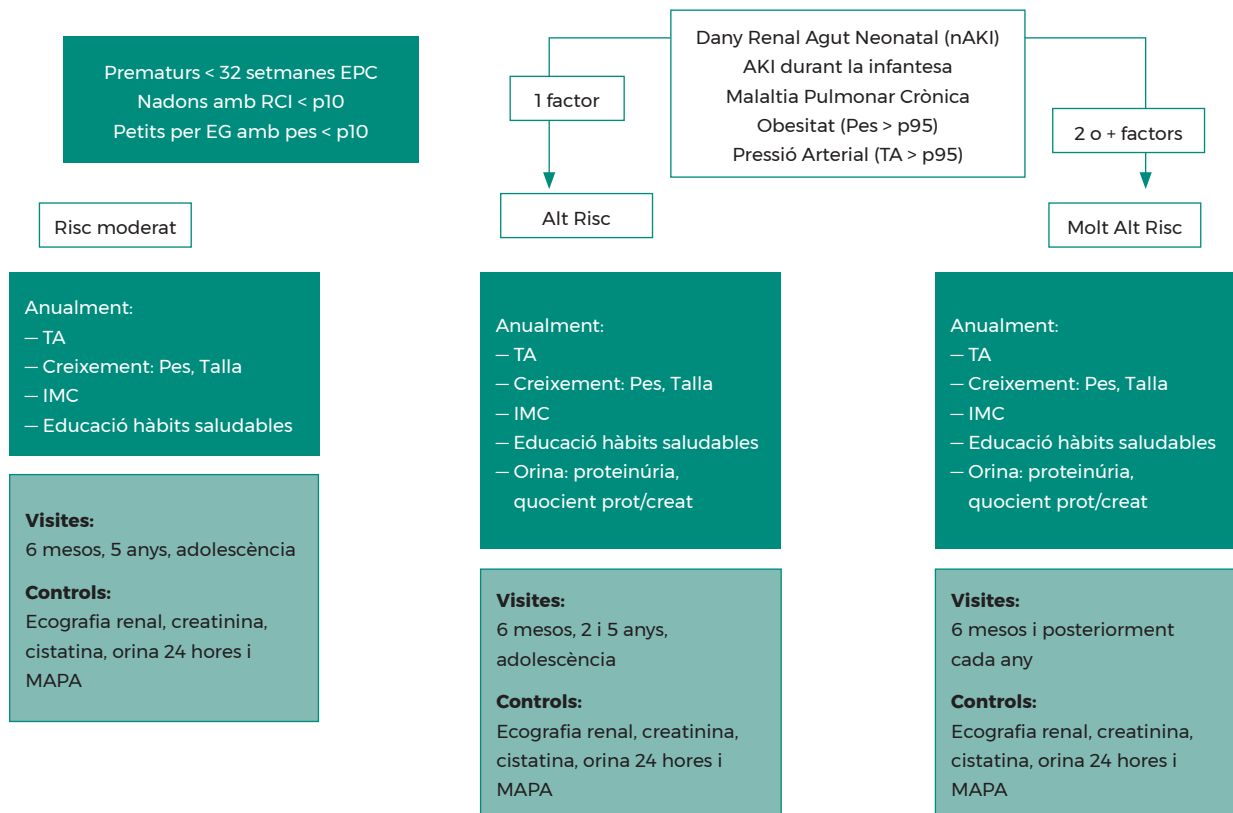 Prematurs < 32 setmanes EPC
Nadons amb RCI < p10
Petits per EG amb pes < p10
Dany Renal Agut Neonatal (nAKI)
AKI durant la infantesa
Malaltia Pulmonar Crònica
Obesitat (Pes > p95)
Pressió Arterial (TA > p95)
1 factor
2 o + factors
Risc moderat
Alt Risc
Molt Alt Risc
Anualment:
— TA
— Creixement: Pes, Talla
— IMC
— Educació hàbits saludables
Visites:
6 mesos, 5 anys, adolescència
Controls:
Ecografia renal, creatinina,
cistatina, orina 24 hores i
MAPA
Anualment:
— TA
— Creixement: Pes, Talla
— IMC
— Educació hàbits saludables
— Orina: proteinúria,
quocient prot/creat
Visites:
6 mesos, 2 i 5 anys,
adolescència
Controls:
Ecografia renal, creatinina,
cistatina, orina 24 hores i
MAPA
Anualment:
— TA
— Creixement: Pes, Talla
— IMC
— Educació hàbits saludables
— Orina: proteinúria,
quocient prot/creat
Visites:
6 mesos i posteriorment
cada any
Controls:
Ecografia renal, creatinina,
cistatina, orina 24 hores i
MAPA